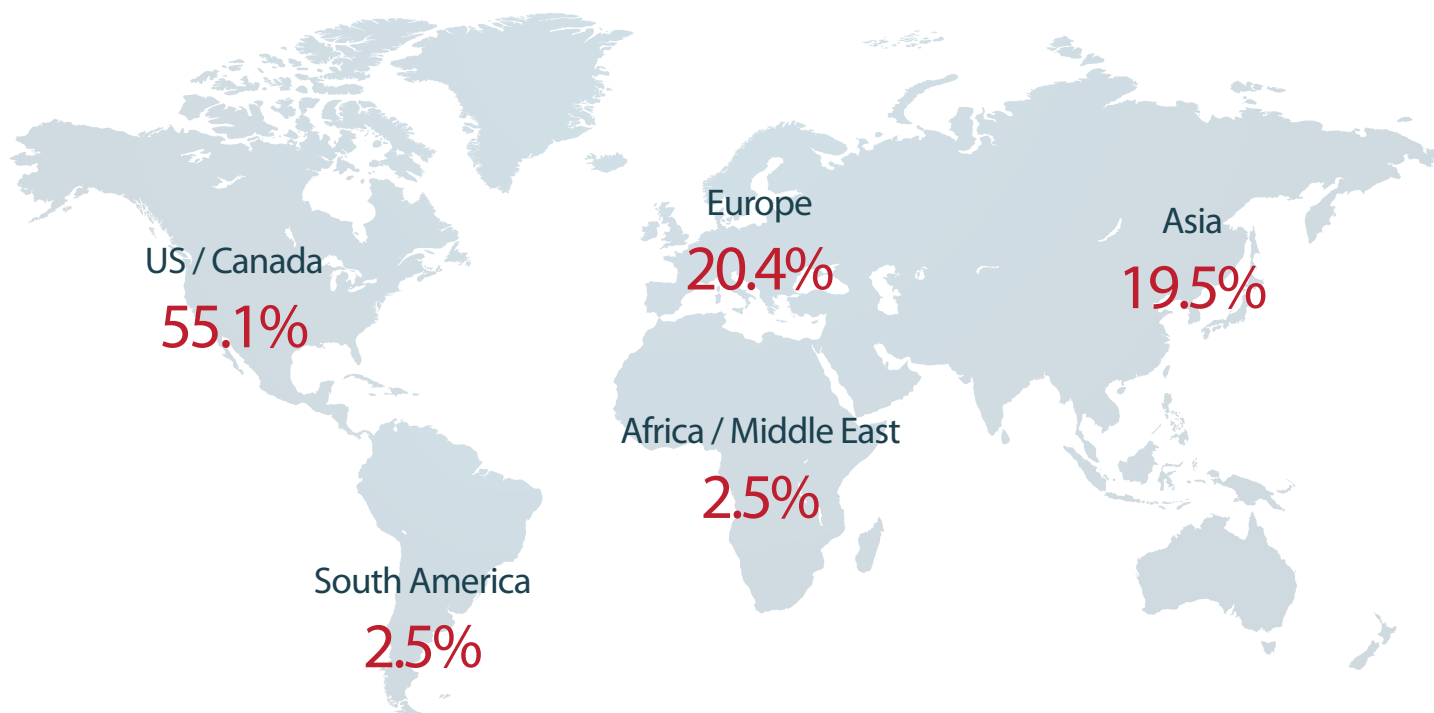 US / Canada
55.1%
Europe
20.4%
Asia
19.5%
Africa / Middle East
2.5%
South America
2.5%